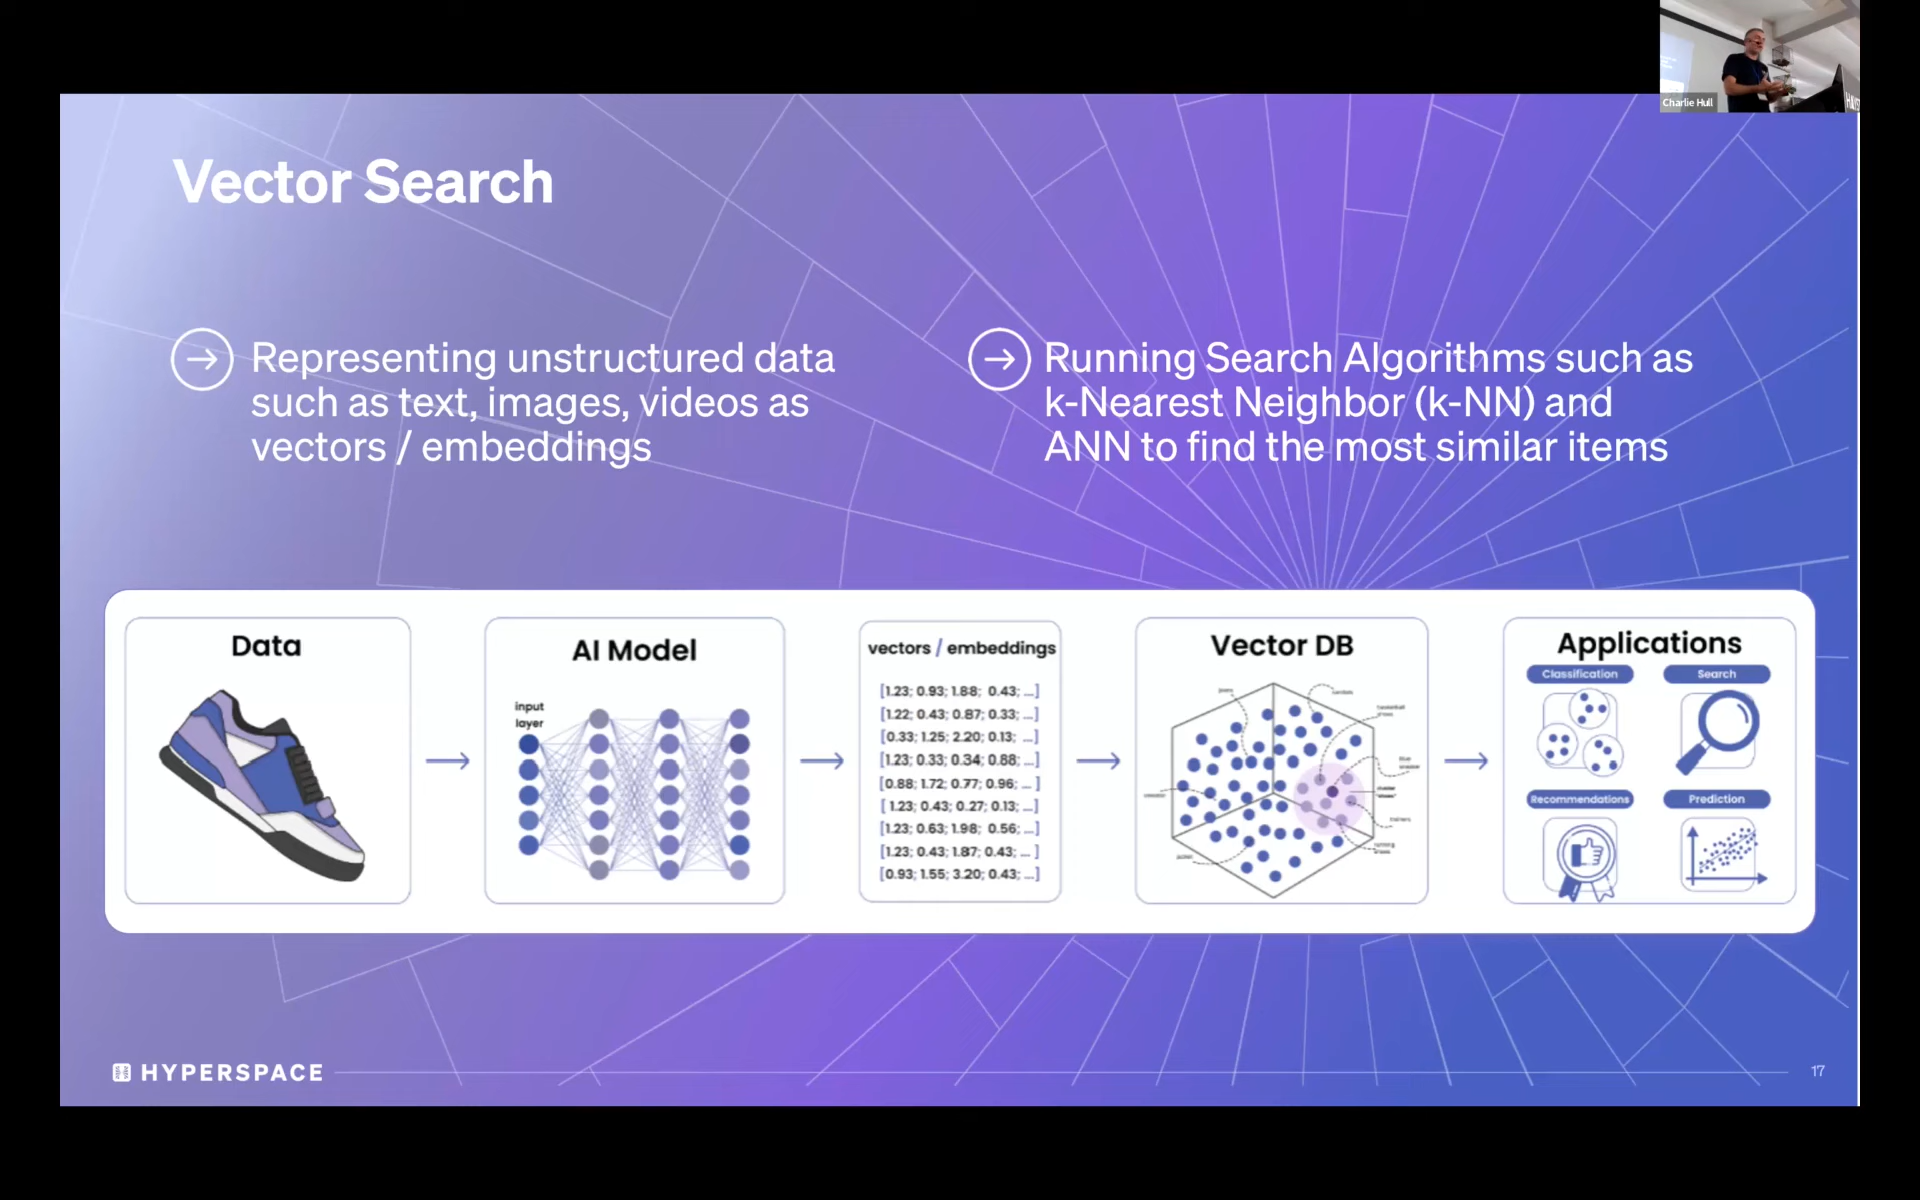 Charlie Hull
Vector Search
Representing unstructured data
such as text, images, videos as
vectors / embeddings
Running Search Algorithms such as
k-Nearest Neighbor (k-NN) and
ANN to find the most similar items
Data
AI Model
input
layer
vectors / embeddings
[1.23; 0.93; 1.88; 0.43; ...]
[1.22; 0.43; 0.87; 0.33; ...]
[0.33; 1.25; 2.20; 0.13; ...]
[1.23; 0.33; 0.34; 0.88; ...]
[0.88; 1.72; 0.77; 0.96; ... ]
[ 1.23; 0.43; 0.27; 0.13; ...]
[1.23; 0.63; 1.98; 0.56; ...]
[1.23; 0.43; 1.87; 0.43; ... ]
[0.93; 1.55; 3.20; 0.43; ...]
Vector DB
basketball
shoes
running
shoes
Applications
Classification
Search
Recommendations
Prediction
HYPERSPACE
17